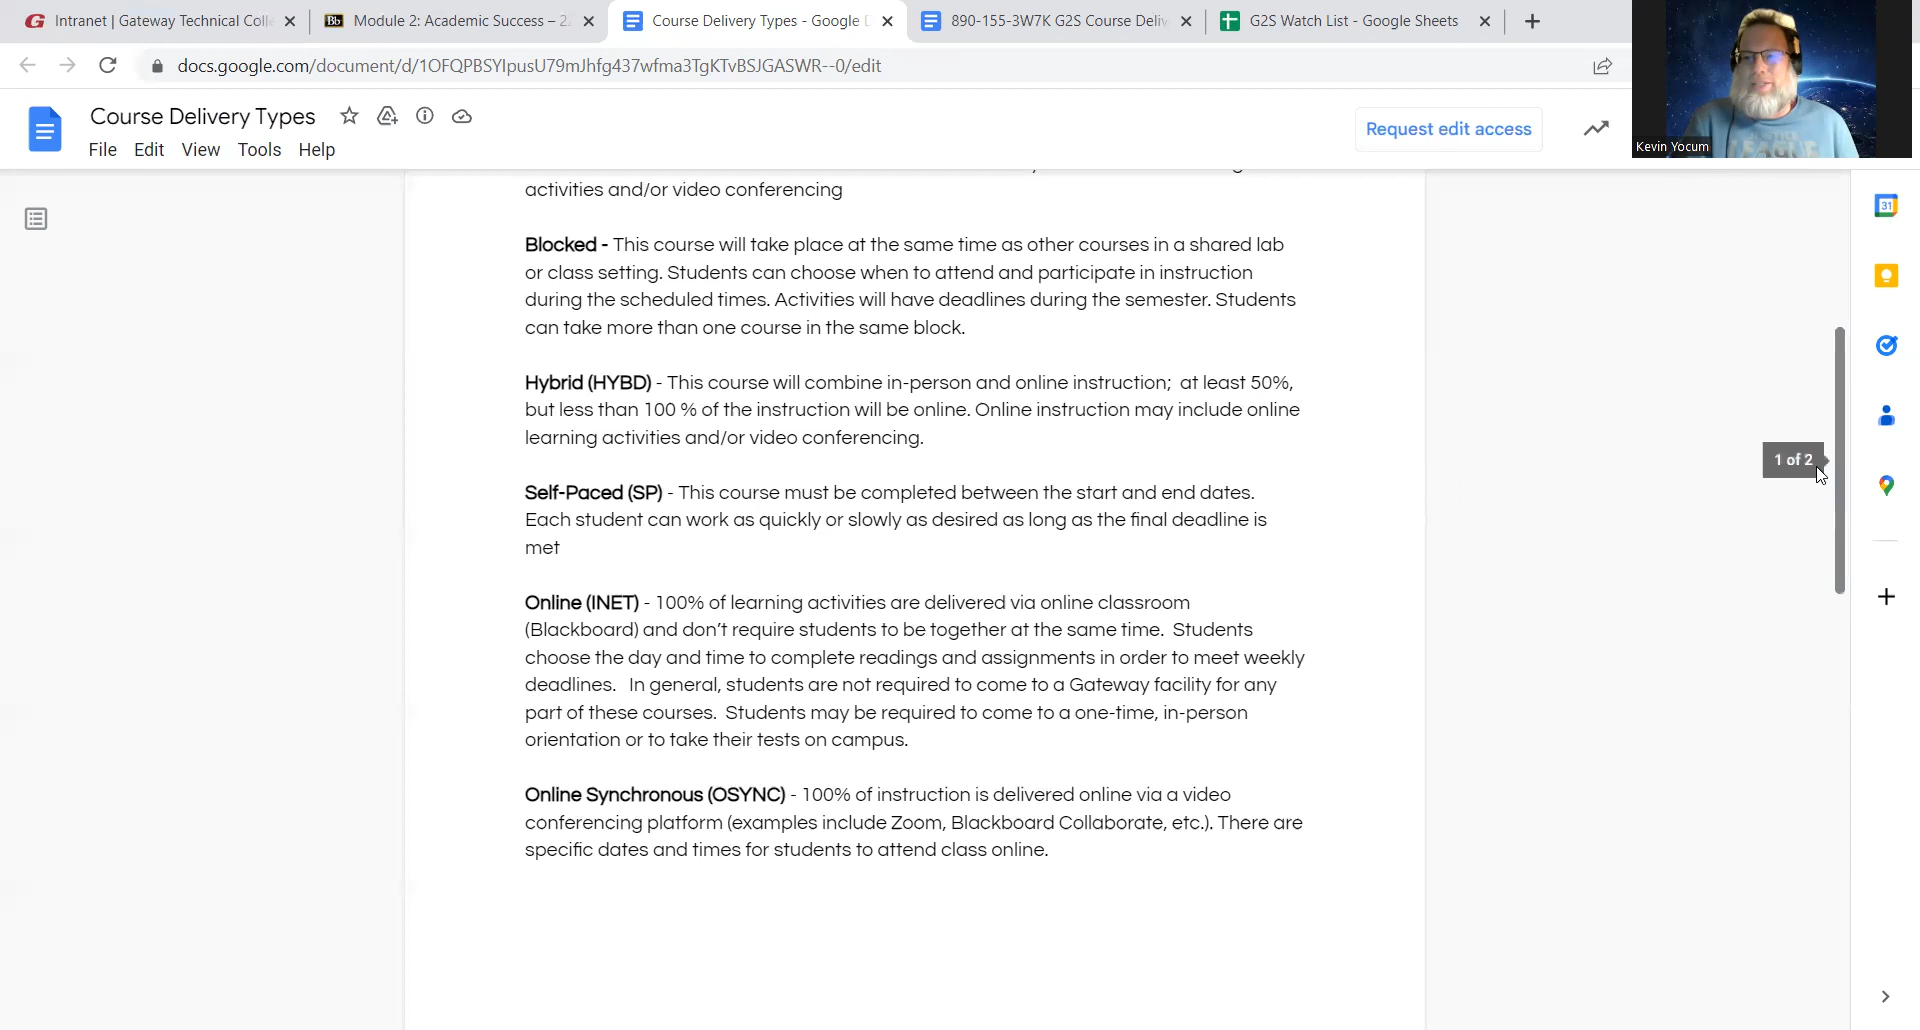 Intranet | Gateway Technical Colle
Module 2: Academic Success – 2
Course Delivery Types - Google D
890-155-3W7K G2S Course Deliv
G2S Watch List - Google Sheets
docs.google.com/document/d/1OFQPBSYIpusU79mJhfg437wfma3TgKTvBSJGASWR--0/edit
Course Delivery Types
Request edit access
File Edit View Tools Help
Kevin Yocum
activities and/or video conferencing
Blocked - This course will take place at the same time as other courses in a shared lab
or class setting. Students can choose when to attend and participate in instruction
during the scheduled times. Activities will have deadlines during the semester. Students
can take more than one course in the same block.
Hybrid (HYBD) - This course will combine in-person and online instruction; at least 50%,
but less than 100 % of the instruction will be online. Online instruction may include online
learning activities and/or video conferencing.
1 of 2
Self-Paced (SP) - This course must be completed between the start and end dates.
Each student can work as quickly or slowly as desired as long as the final deadline is
met
Online (INET) - 100% of learning activities are delivered via online classroom
(Blackboard) and don't require students to be together at the same time. Students
choose the day and time to complete readings and assignments in order to meet weekly
deadlines. In general, students are not required to come to a Gateway facility for any
part of these courses. Students may be required to come to a one-time, in-person
orientation or to take their tests on campus.
Online Synchronous (OSYNC) - 100% of instruction is delivered online via a video
conferencing platform (examples include Zoom, Blackboard Collaborate, etc.). There are
specific dates and times for students to attend class online.